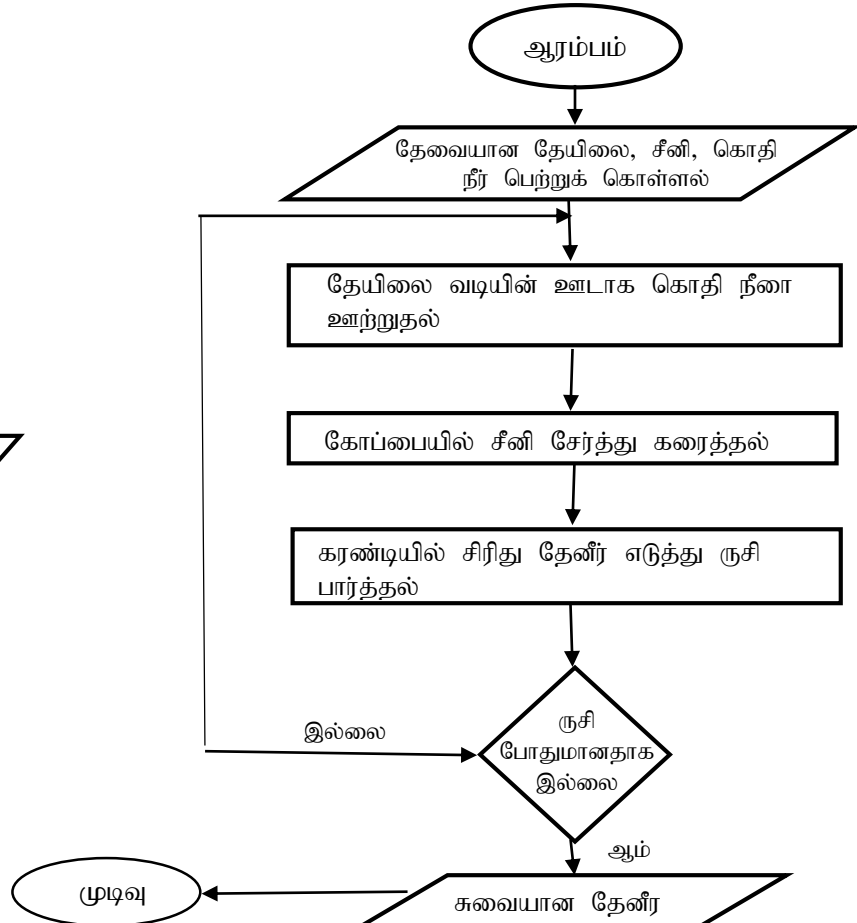 ஆரம்பம்
தேவையான தேயிலை, சீனி, கொதி
நீர் பெற்றுக் கொள்ளல்
தேயிலை வடியின் ஊடாக கொதி நீரை
ஊற்றுதல்
கோப்பையில் சீனி சேர்த்து கரைத்தல்
கரண்டியில் சிரிது தேனீர் எடுத்து ருசி
பார்த்தல்
ருசி
போதுமானதாக
இல்லை
இல்லை
ஆம்
சுவையான தேனீர
முடிவு